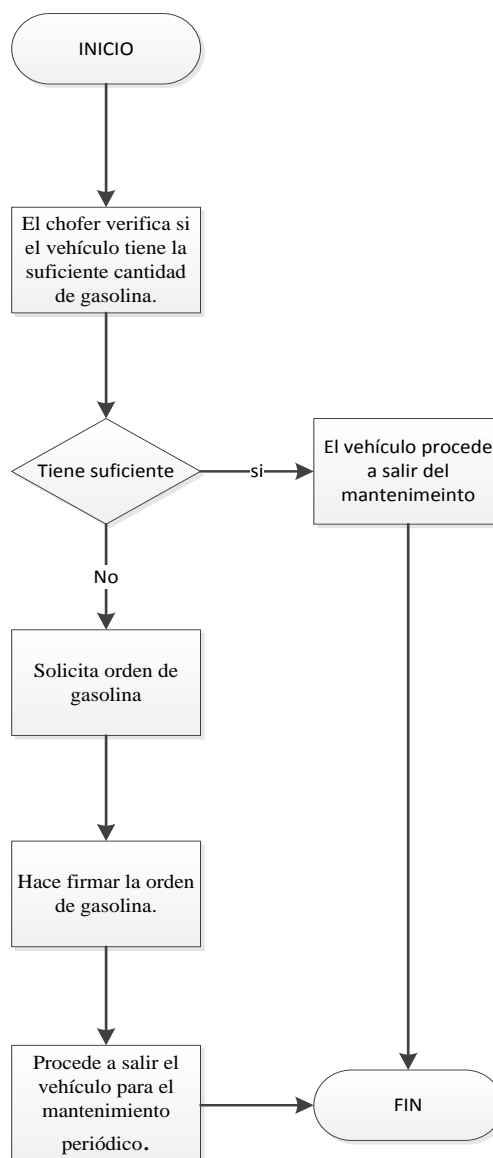 INICIO
El chofer verifica si
el vehículo tiene la
suficiente cantidad
de gasolina.
Tiene suficiente
si
El vehículo procede
a salir del
mantenimeinto
No
Solicita orden de
gasolina
Hace firmar la orden
de gasolina.
Procede a salir el
vehículo para el
mantenimiento
periódico.
FIN